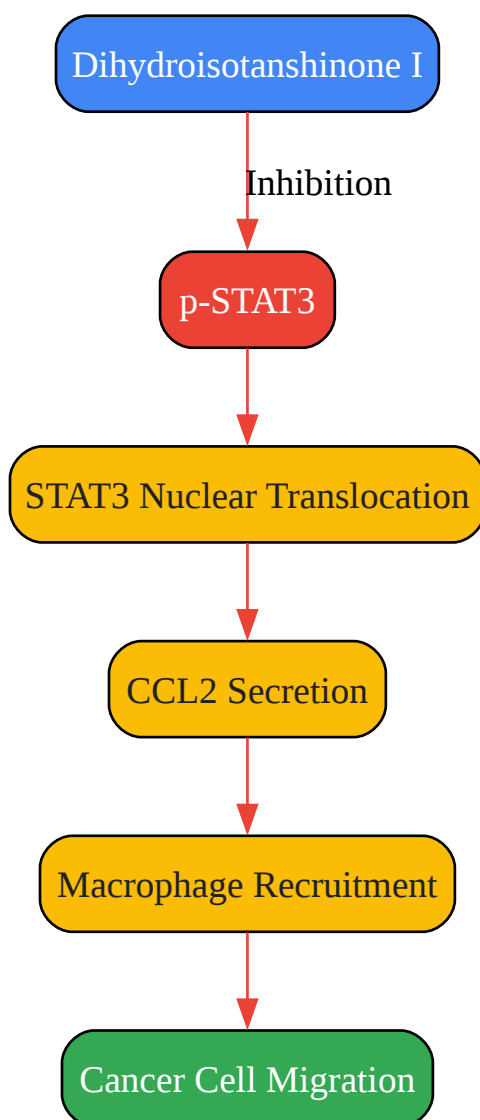 Dihydroisotanshinone I
Inhibition
p-STAT3
STAT3 Nuclear Translocation
CCL2 Secretion
Macrophage Recruitment
Cancer Cell Migration